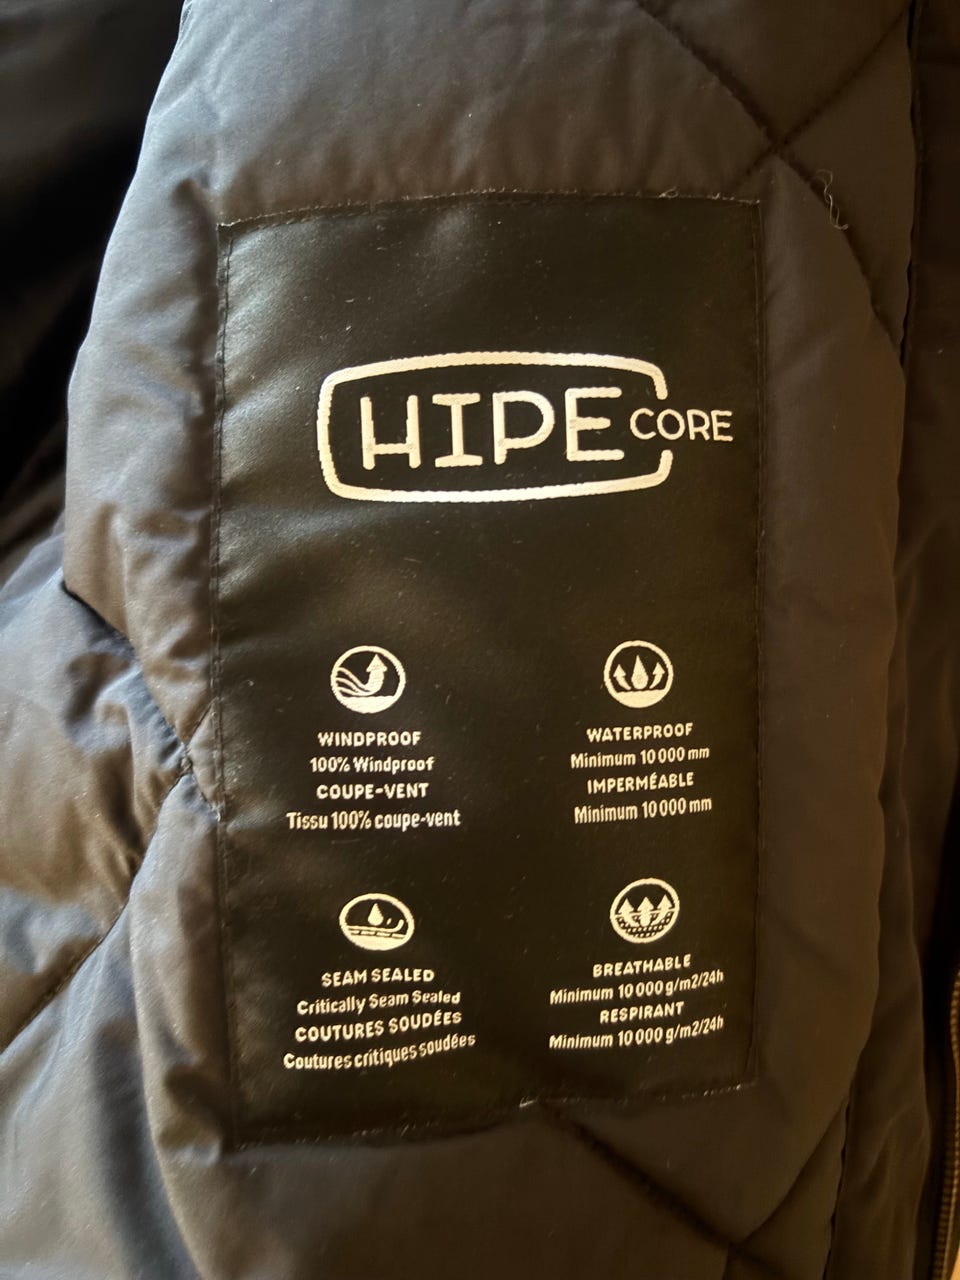 HIPE CORE
WINDPROOF
100% Windproof
COUPE-VENT
Tissu 100% coupe-vent
WATERPROOF
Minimum 10 000 mm
IMPERMÉABLE
Minimum 10 000 mm
SEAM SEALED
Critically Seam Sealed
COUTURES SOUDÉES
Coutures critiques soudées
BREATHABLE
Minimum 10 000 g/m2/24h
RESPIRANT
Minimum 10 000 g/m2/24h